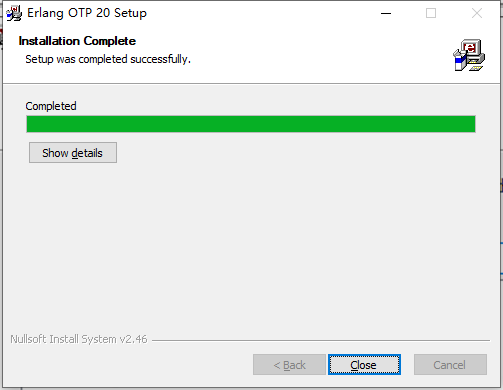 Erlang OTP 20 Setup
Installation Complete
Setup was completed successfully.
Completed
Show details
Nullsoft Install System v2.46
< Back
Close
Cancel